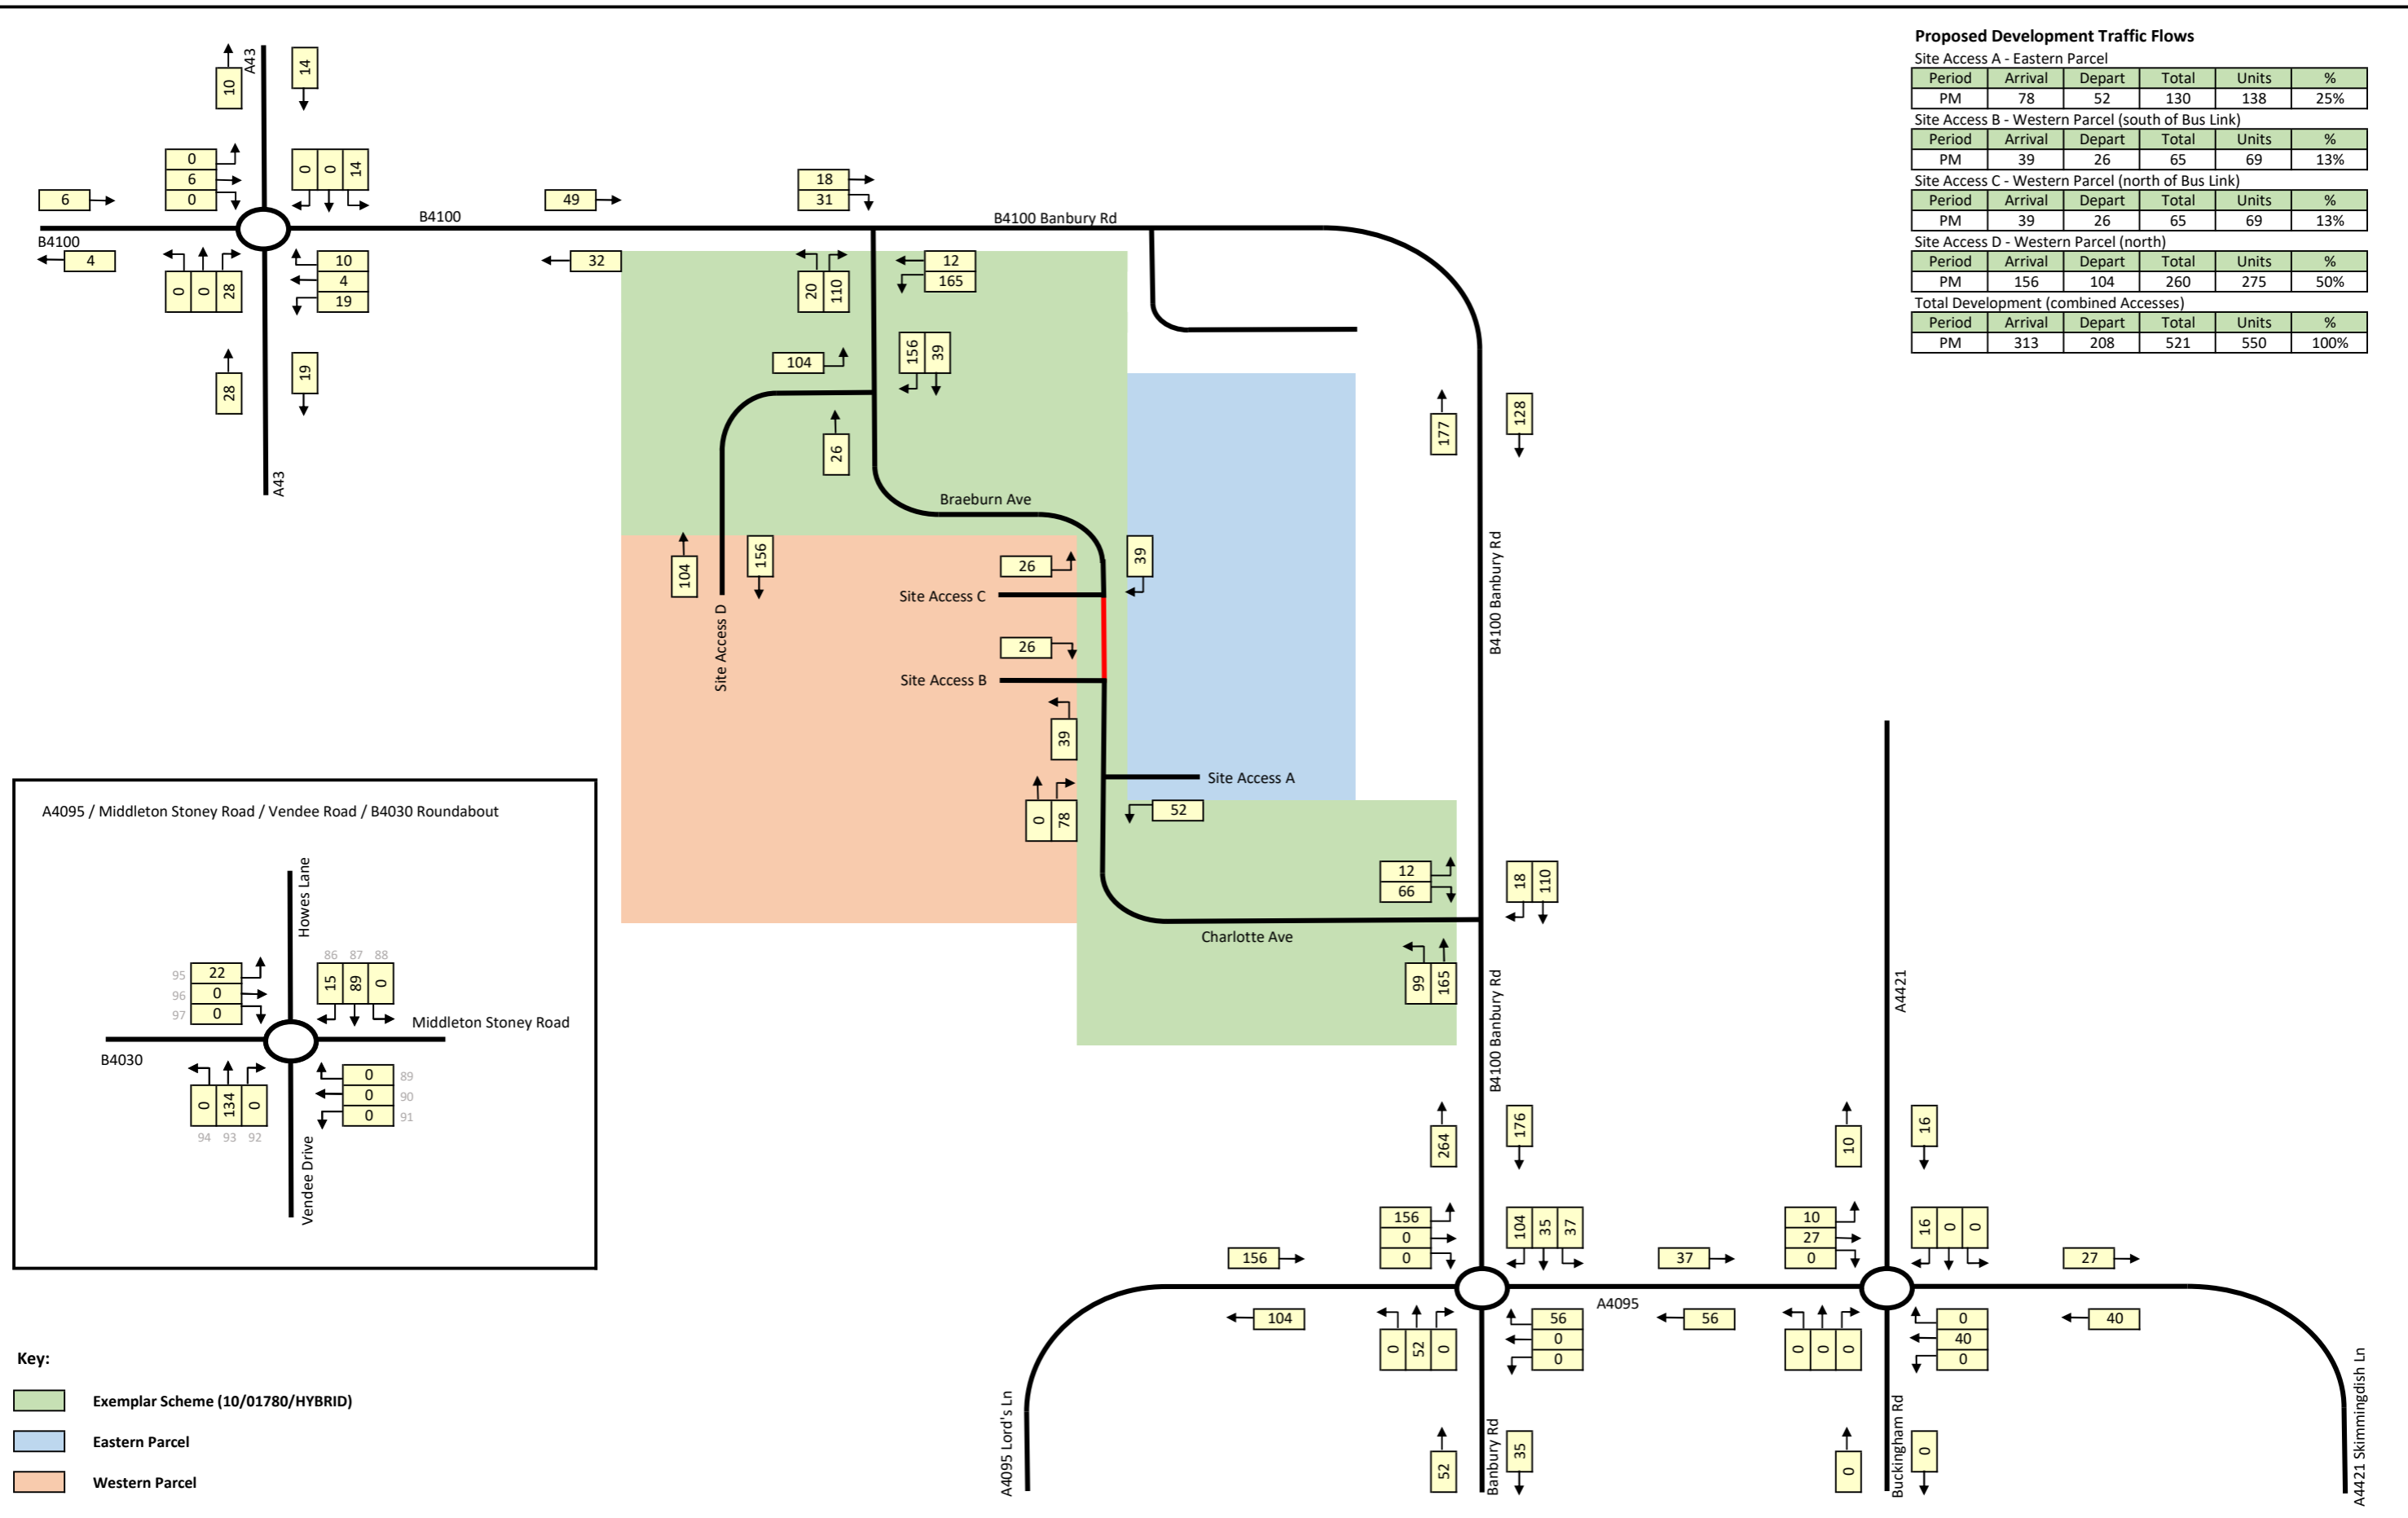 Proposed Development Traffic Flows
Site Access A - Eastern Parcel
Period Arrival Depart Total Units %
PM 78 52 130 138 25%
Site Access B - Western Parcel (south of Bus Link)
Period Arrival Depart Total Units %
PM 39 26 65 69 13%
Site Access C - Western Parcel (north of Bus Link)
Period Arrival Depart Total Units %
PM 39 26 65 69 13%
Site Access D - Western Parcel (north)
Period Arrival Depart Total Units %
PM 156 104 260 275 50%
Total Development (combined Accesses)
Period Arrival Depart Total Units %
PM 313 208 521 550 100%
10
A43
14
0
6
0
0 0 14
6
B4100
4
B4100
0 0 28
10
4
19
28
19
A43
49
32
18
31
B4100 Banbury Rd
20 110
12
165
104
156 39
26
Braeburn Ave
104
156
Site Access D
26
39
Site Access C
26
Site Access B
39
Site Access A
0 78
52
177
128
B4100 Banbury Rd
12
66
18 110
Charlotte Ave
99 165
B4100 Banbury Rd
A4421
264
176
10
16
156
0
0
104 35 37
10
27
0
16 0 0
156
37
27
A4095
104
0 52 0
56
0
0
56
0 0 0
0
40
0
40
A4095 Lord's Ln
52
Banbury Rd
35
0
Buckingham Rd
0
A4421 Skimmingdish Ln
A4095 / Middleton Stoney Road / Vendee Road / B4030 Roundabout
Howes Lane
86 87 88
95 22
96 0
97 0
15 89 0
Middleton Stoney Road
B4030
0 134 0
94 93 92
0 89
0 90
0 91
Vendee Drive
Key:
Exemplar Scheme (10/01780/HYBRID)
Eastern Parcel
Western Parcel